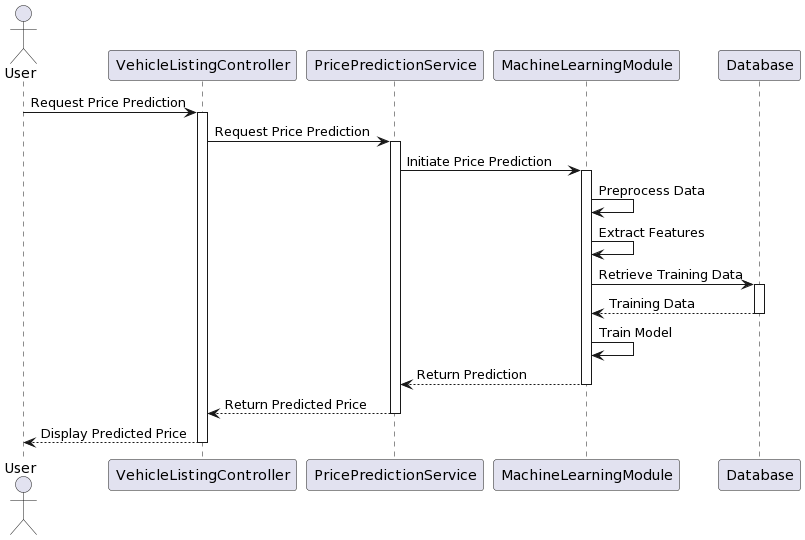 User
VehicleListingController
PricePredictionService
MachineLearningModule
Database
Request Price Prediction
Request Price Prediction
Initiate Price Prediction
Preprocess Data
Extract Features
Retrieve Training Data
Training Data
Train Model
Return Prediction
Return Predicted Price
Display Predicted Price
User
VehicleListingController
PricePredictionService
MachineLearningModule
Database